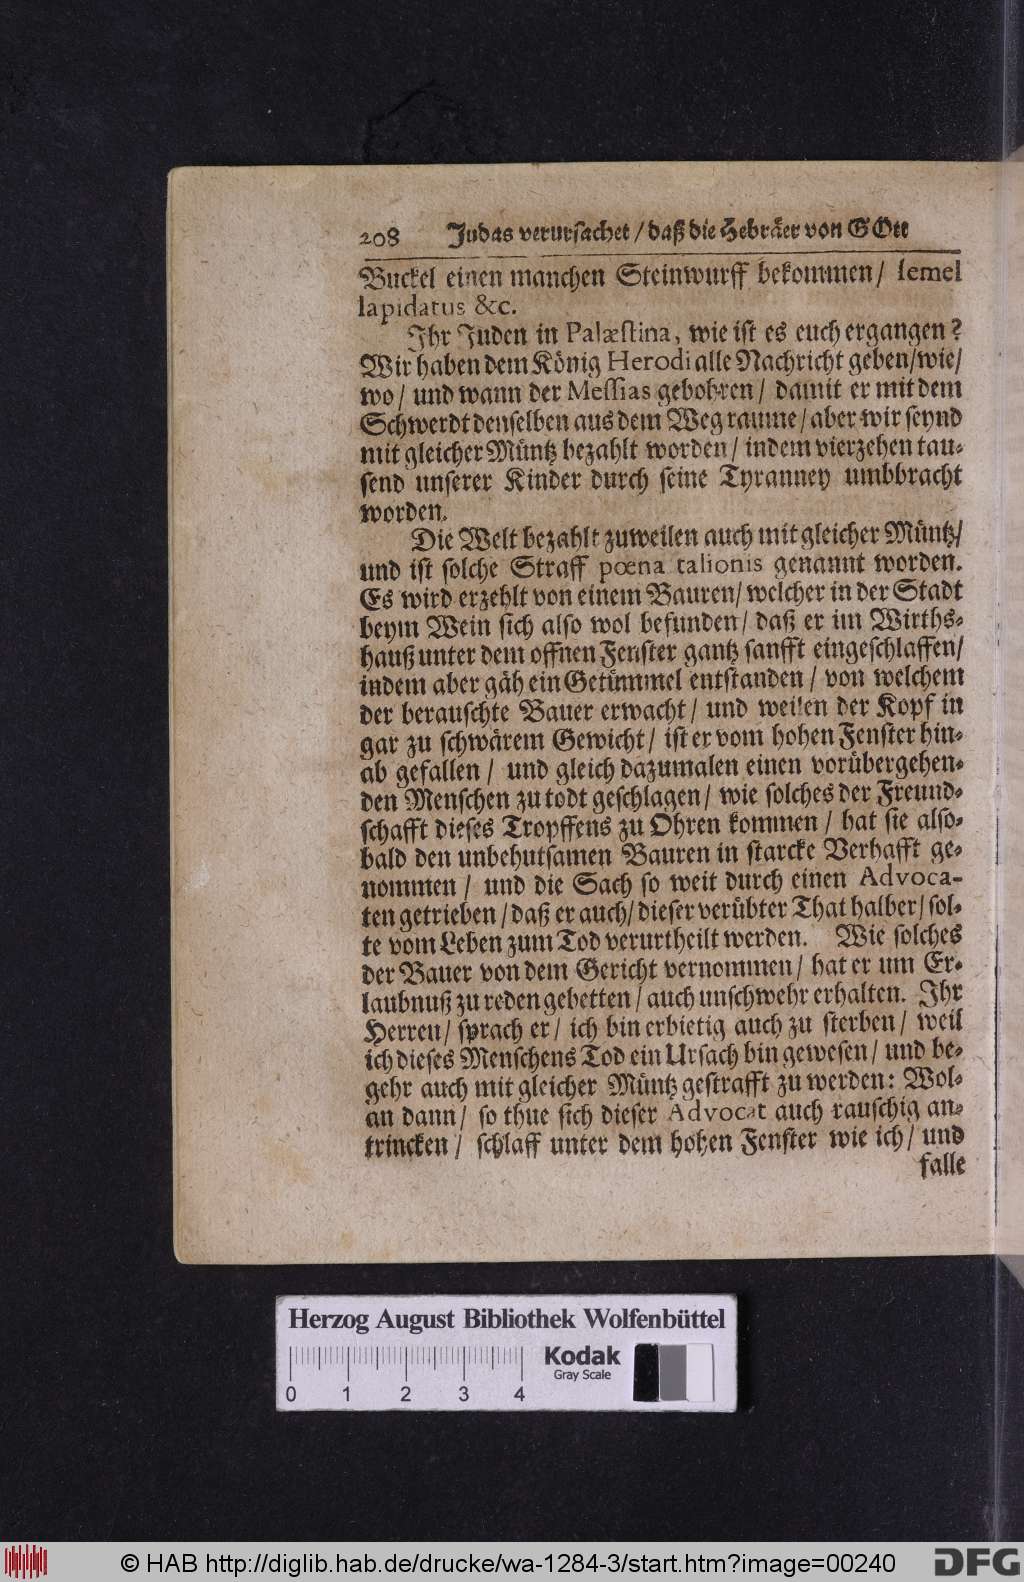 208 Judas verursachet / daß die Hebräer von GOtt
Buckel einen manchen Steinwurff bekommen / semel
lapidatus &c.
Ihr Juden in Palæstina, wie ist es euch ergangen?
Wir haben dem König Herodi alle Nachricht geben / wie /
wo / und wann der Messias gebohren / damit er mit dem
Schwerdt denselben aus dem Weg raume / aber wir seynd
mit gleicher Müntz bezahlt worden / indem vierzehen tau-
send unserer Kinder durch seine Tyranney umbbracht
worden.
Die Welt bezahlt zuweilen auch mit gleicher Müntz /
und ist solche Straff pœna talionis genannt worden.
Es wird erzehlt von einem Bauren / welcher in der Stadt
beym Wein sich also wol befunden / daß er im Wirths-
hauß unter dem offnen Fenster gantz sanfft eingeschlaffen /
indem aber gäh ein Getümmel entstanden / von welchem
der berauschte Bauer erwacht / und weilen der Kopf in
gar zu schwärem Gewicht / ist er vom hohen Fenster hin-
ab gefallen / und gleich dazumalen einen vorübergehen-
den Menschen zu todt geschlagen / wie solches der Freund-
schafft dieses Tropffens zu Ohren kommen / hat sie also-
bald den unbehutsamen Bauren in starcke Verhafft ge-
nommen / und die Sach so weit durch einen Advoca-
ten getrieben / daß er auch / dieser verübter That halber / sol-
te vom Leben zum Tod verurtheilt werden. Wie solches
der Bauer von dem Gericht vernommen / hat er um Er-
laubnuß zu reden gebetten / auch unschwehr erhalten. Ihr
Herren / sprach er / ich bin erbietig auch zu sterben / weil
ich dieses Menschens Tod ein Ursach bin gewesen / und be-
gehr auch mit gleicher Müntz gestrafft zu werden: Wol-
an dann / so thue sich dieser Advocat auch rauschig an-
trincken / schlaff unter dem hohen Fenster wie ich / und
falle
Herzog August Bibliothek Wolfenbüttel
Kodak
Gray Scale
0 1 2 3 4
© HAB http://diglib.hab.de/drucke/wa-1284-3/start.htm?image=00240
DFG